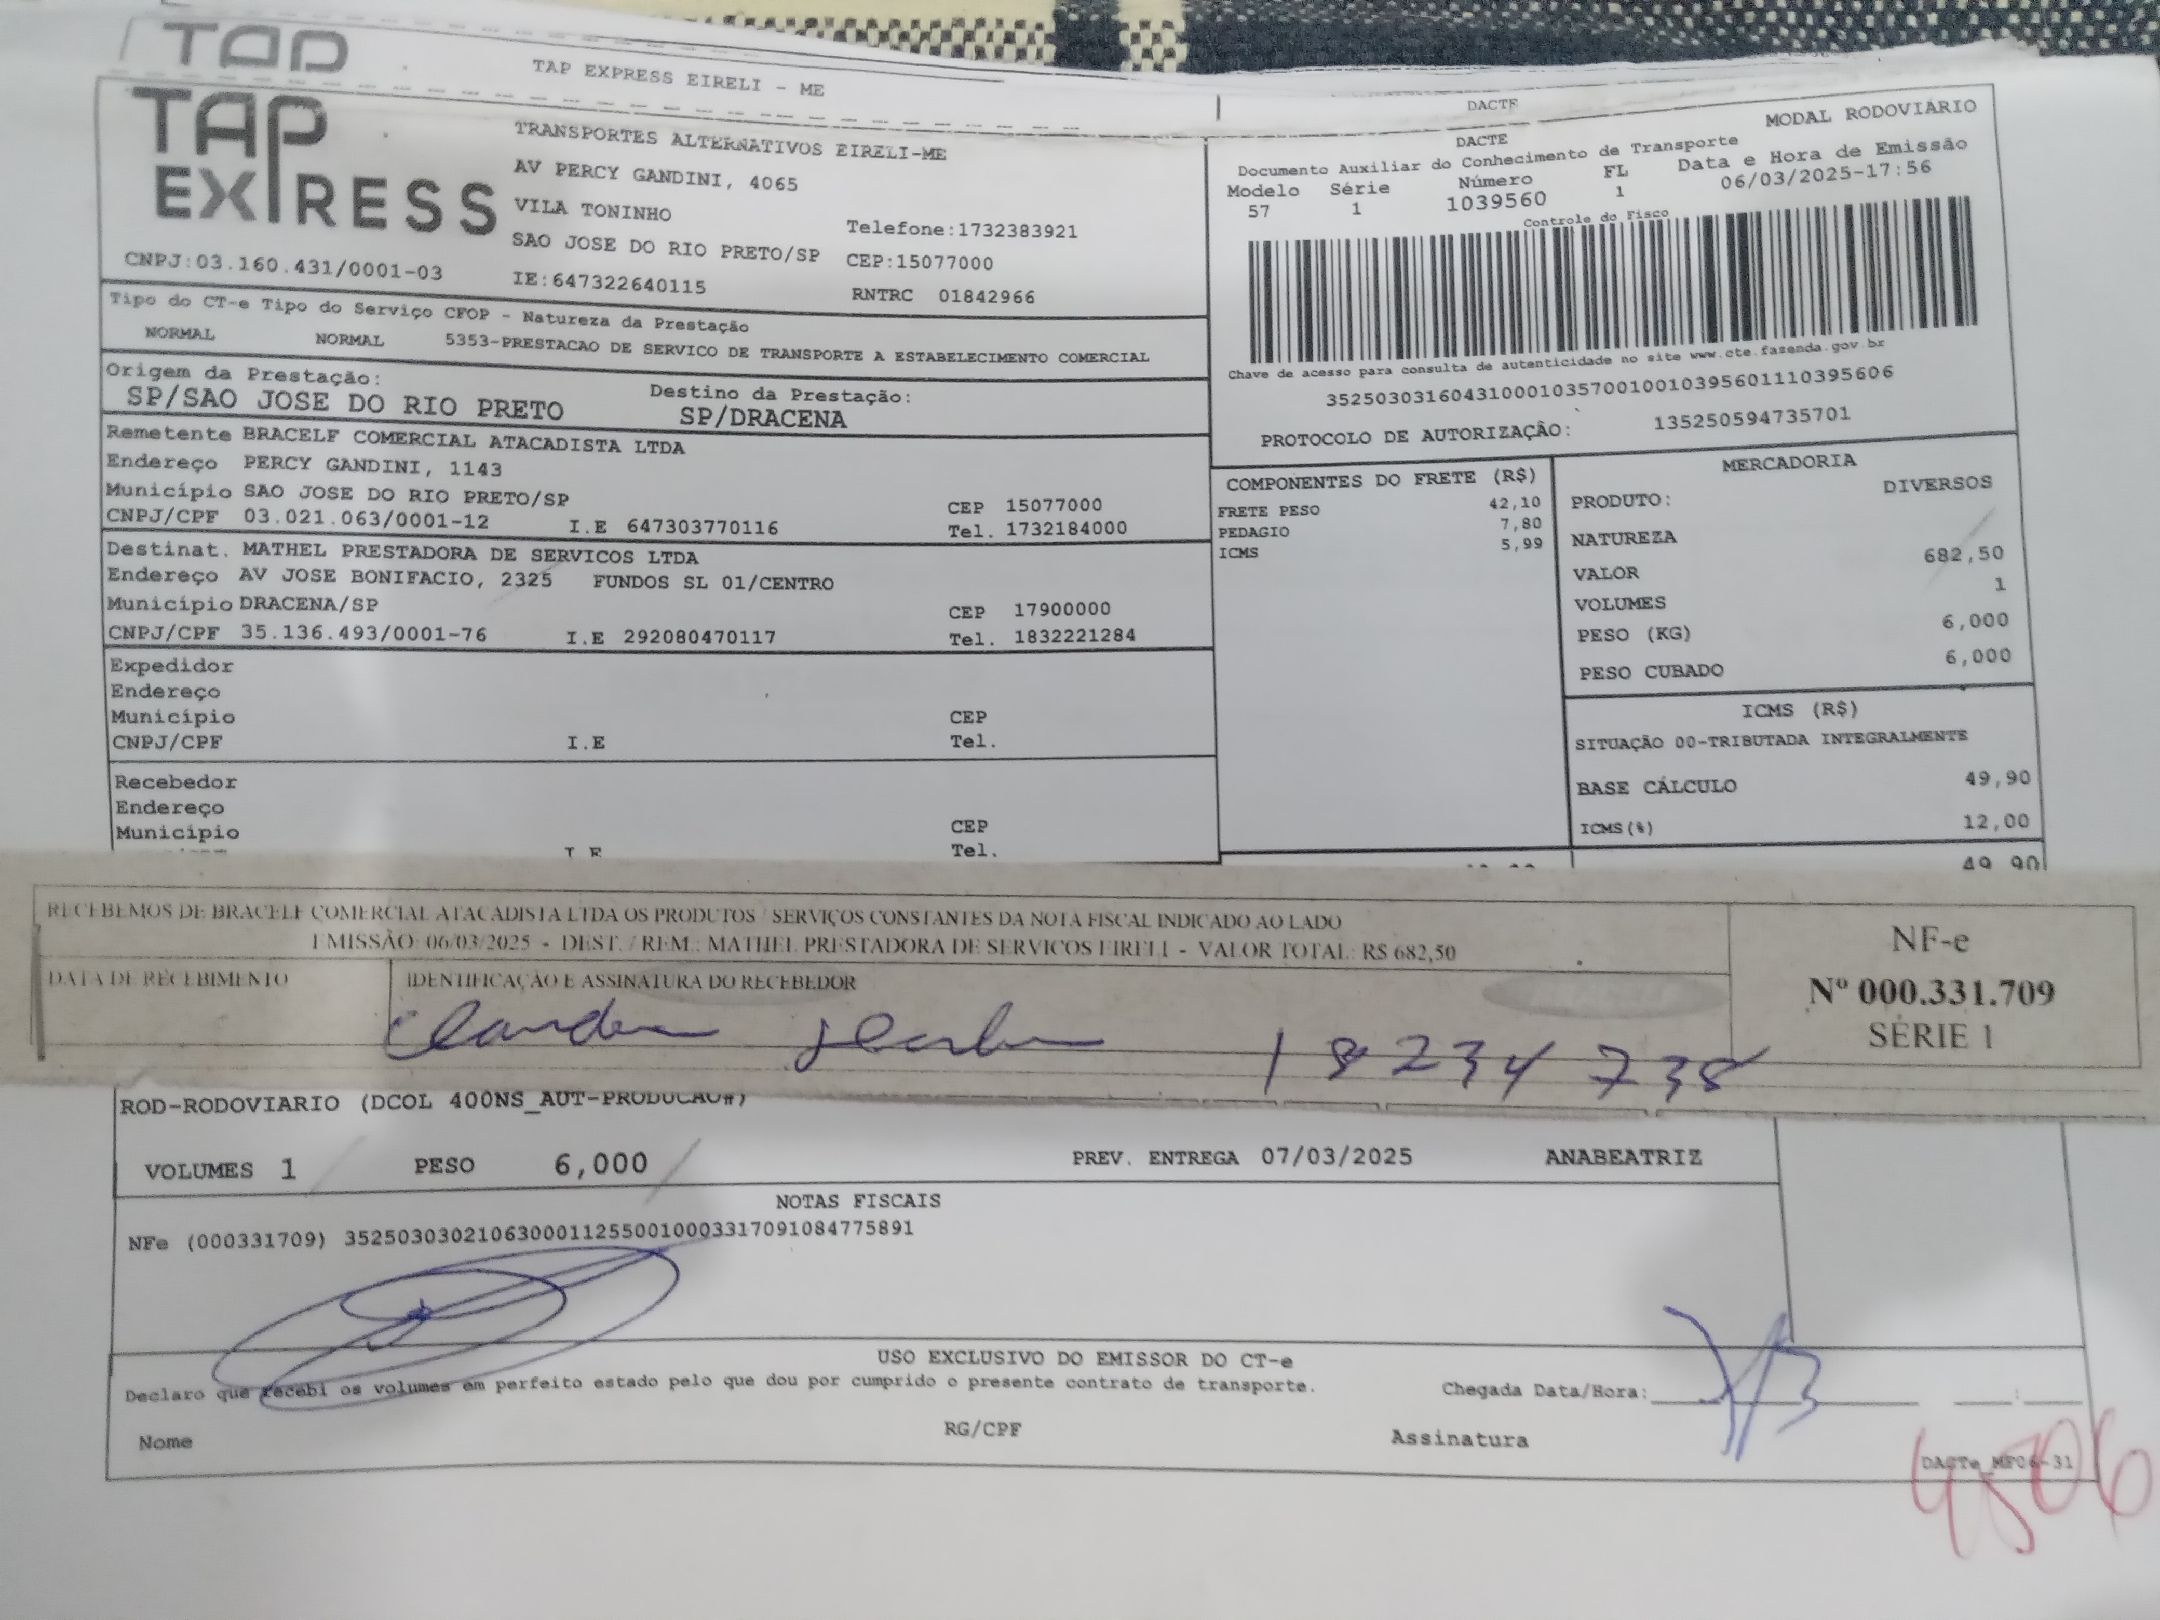 TAP
TAP EXPRESS EIRELI - ME
DACTE
TAP EXPRESS
TRANSPORTES ALTERNATIVOS EIRELI-ME
AV PERCY GANDINI, 4065
VILA TONINHO
Telefone:1732383921
SAO JOSE DO RIO PRETO/SP CEP:15077000
CNPJ:03.160.431/0001-03
IE:647322640115
RNTRC 01842966
DACTE
MODAL RODOVIARIO
Documento Auxiliar do Conhecimento de Transporte
Modelo Série Número FL Data e Hora de Emissão
57 1 1039560 1 06/03/2025-17:56
Controle do Fisco
Chave de acesso para consulta de autenticidade no site www.cte.fazenda.gov.br
35250303160431000103570010010395601110395606
PROTOCOLO DE AUTORIZAÇÃO: 135250594735701
Tipo do CT-e Tipo do Serviço CFOP - Natureza da Prestação
NORMAL NORMAL 5353-PRESTACAO DE SERVICO DE TRANSPORTE A ESTABELECIMENTO COMERCIAL
Origem da Prestação: Destino da Prestação:
SP/SAO JOSE DO RIO PRETO SP/DRACENA
Remetente BRACELF COMERCIAL ATACADISTA LTDA
Endereço PERCY GANDINI, 1143
Município SAO JOSE DO RIO PRETO/SP CEP 15077000
CNPJ/CPF 03.021.063/0001-12 I.E 647303770116 Tel. 1732184000
Destinat. MATHEL PRESTADORA DE SERVICOS LTDA
Endereço AV JOSE BONIFACIO, 2325 FUNDOS SL 01/CENTRO
Município DRACENA/SP CEP 17900000
CNPJ/CPF 35.136.493/0001-76 I.E 292080470117 Tel. 1832221284
Expedidor
Endereço
Município CEP
CNPJ/CPF I.E Tel.
Recebedor
Endereço
Município CEP
I.E Tel.
COMPONENTES DO FRETE (R$)
FRETE PESO 42,10
PEDAGIO 7,80
ICMS 5,99
MERCADORIA
PRODUTO: DIVERSOS
NATUREZA
VALOR 682,50
VOLUMES 1
PESO (KG) 6,000
PESO CUBADO 6,000
ICMS (R$)
SITUAÇÃO 00-TRIBUTADA INTEGRALMENTE
BASE CÁLCULO 49,90
ICMS(%) 12,00
49,90
RECEBEMOS DE BRACELF COMERCIAL ATACADISTA LTDA OS PRODUTOS / SERVIÇOS CONSTANTES DA NOTA FISCAL INDICADO AO LADO
EMISSÃO: 06/03/2025 - DEST. / REM.: MATHEL PRESTADORA DE SERVICOS EIRELI - VALOR TOTAL: R$ 682,50
DATA DE RECEBIMENTO
IDENTIFICAÇÃO E ASSINATURA DO RECEBEDOR
18234738
NF-e
Nº 000.331.709
SÉRIE 1
ROD-RODOVIARIO (DCOL 400NS_AUT-PRODUCAO#)
VOLUMES 1 PESO 6,000 PREV. ENTREGA 07/03/2025 ANABEATRIZ
NOTAS FISCAIS
NFe (000331709) 35250303021063000112550010003317091084775891
USO EXCLUSIVO DO EMISSOR DO CT-e
Declaro que recebi os volumes em perfeito estado pelo que dou por cumprido o presente contrato de transporte.
Chegada Data/Hora:
Nome RG/CPF Assinatura
DACTe_MF06-31
4506